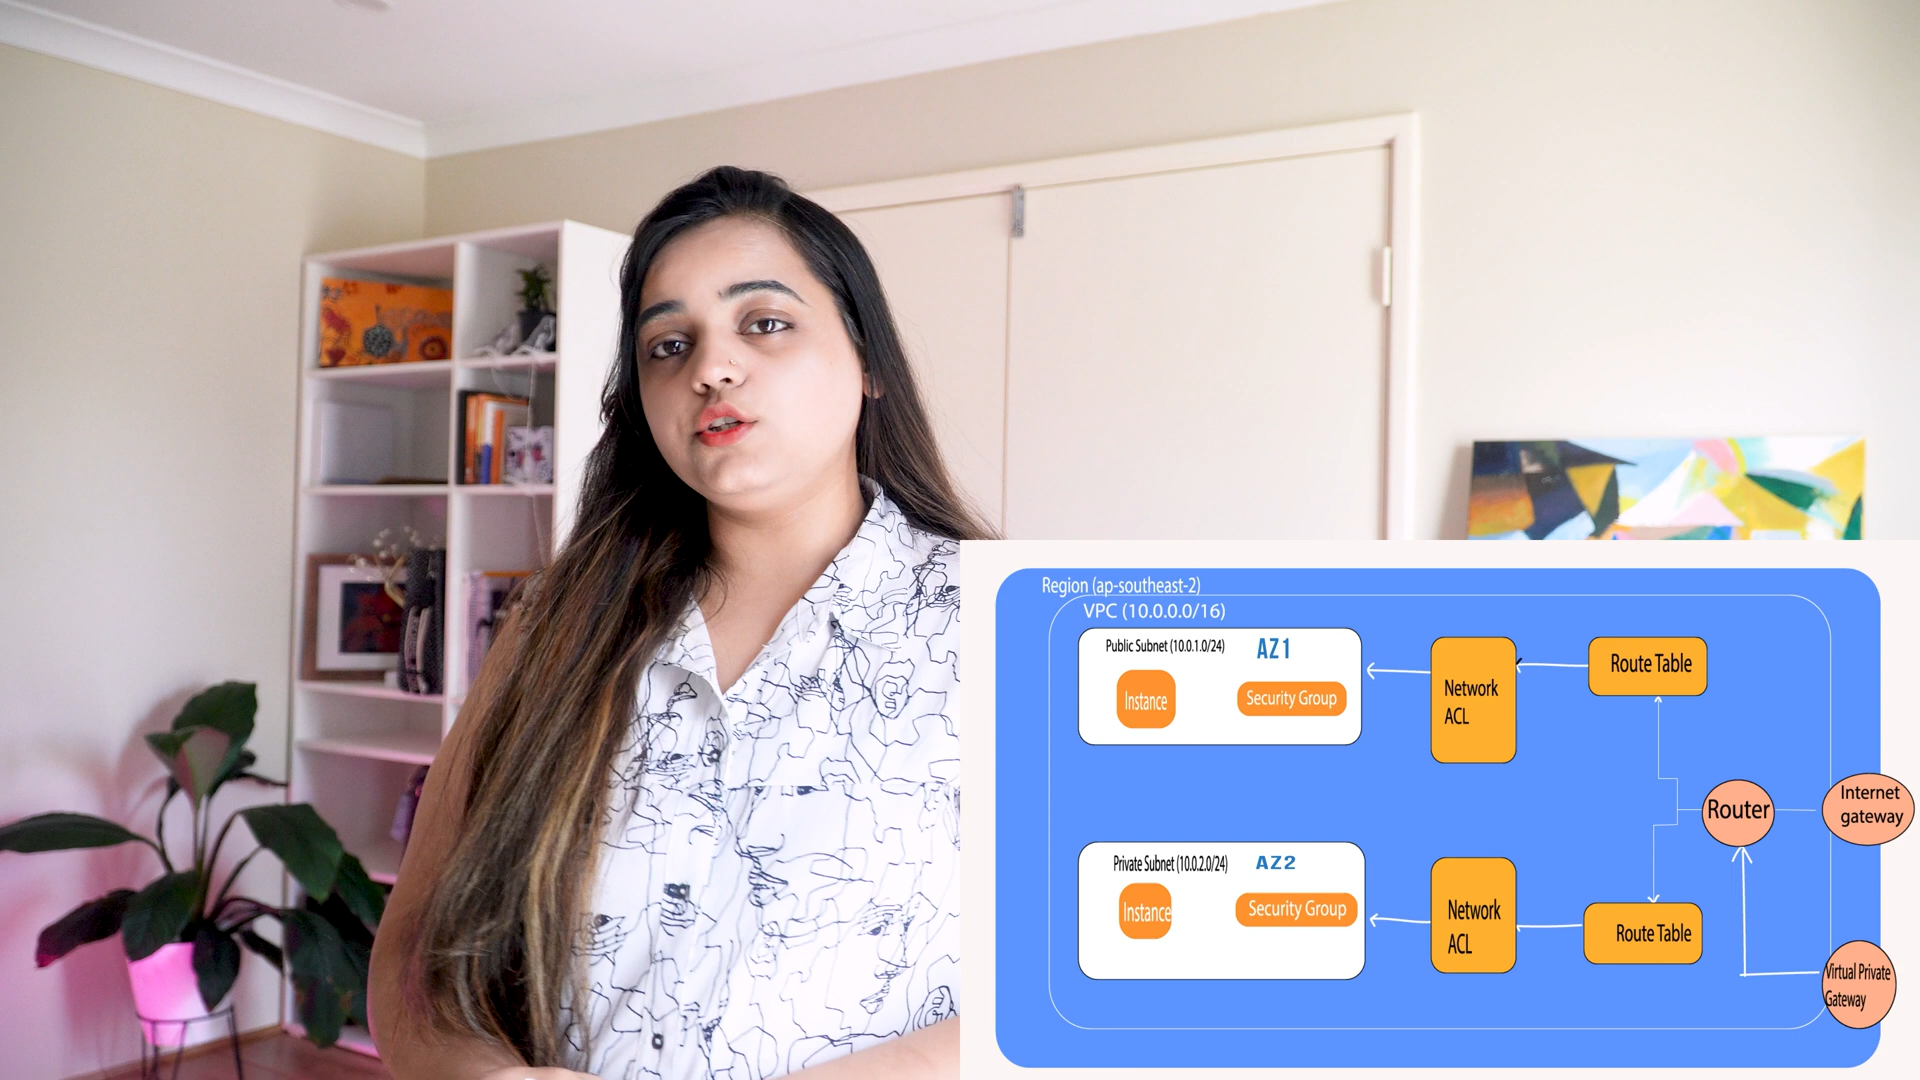 Region (ap-southeast-2)
VPC (10.0.0.0/16)
Public Subnet (10.0.1.0/24)
AZ1
Instance
Security Group
Network
ACL
Route Table
Router
Internet
gateway
Private Subnet (10.0.2.0/24)
AZ2
Instance
Security Group
Network
ACL
Route Table
Virtual Private
Gateway